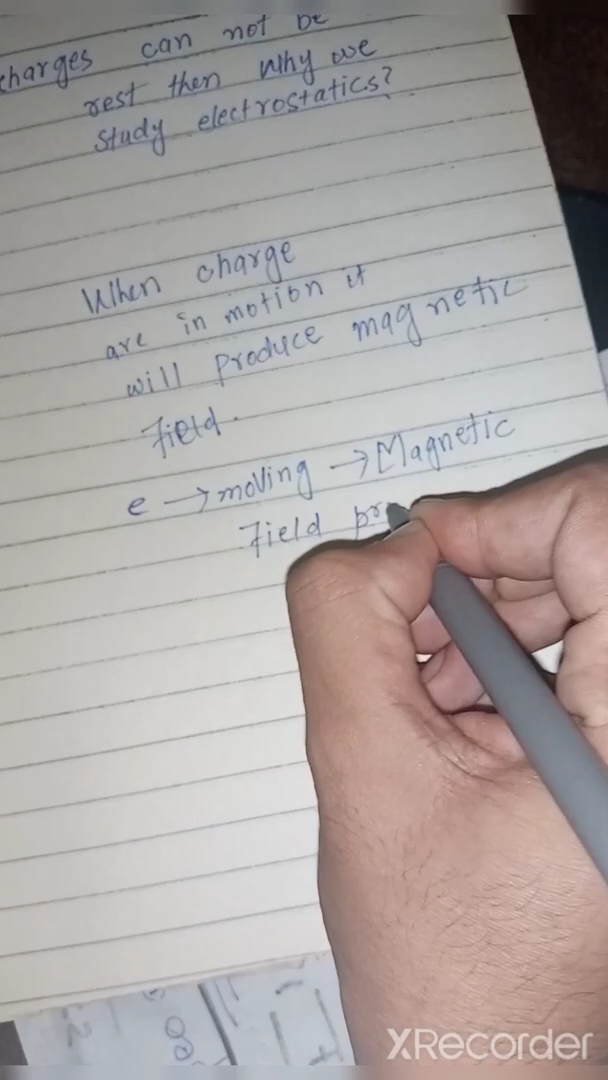 charges can not be
rest then why we
study electrostatics?
When charge
are in motion it
will produce magnetic
field.
e → moving → Magnetic
Field pr
XRecorder